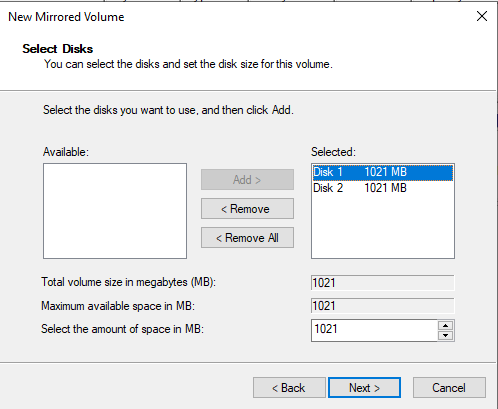 New Mirrored Volume
Select Disks
You can select the disks and set the disk size for this volume.
Select the disks you want to use, and then click Add.
Available:
Selected:
Add >
< Remove
< Remove All
Disk 1 1021 MB
Disk 2 1021 MB
Total volume size in megabytes (MB): 1021
Maximum available space in MB: 1021
Select the amount of space in MB: 1021
< Back
Next >
Cancel